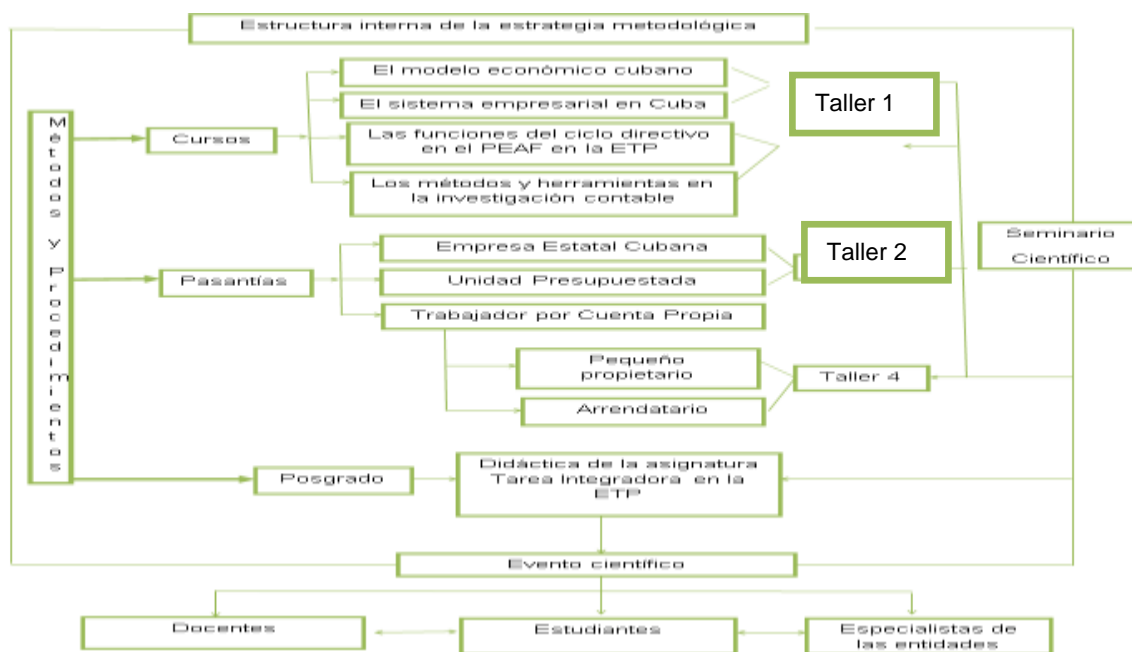 Estructura interna de la estrategia metodológica
Métodos y Procedimientos
Cursos
El modelo económico cubano
El sistema empresarial en Cuba
Las funciones del ciclo directivo
en el PEAF en la ETP
Los métodos y herramientas en
la investigación contable
Taller 1
Pasantías
Empresa Estatal Cubana
Unidad Presupuestada
Trabajador por Cuenta Propia
Taller 2
Seminario
Científico
Pequeño
propietario
Arrendatario
Taller 4
Posgrado
Didáctica de la asignatura
Tarea Integradora en la
ETP
Evento científico
Docentes
Estudiantes
Especialistas de
las entidades